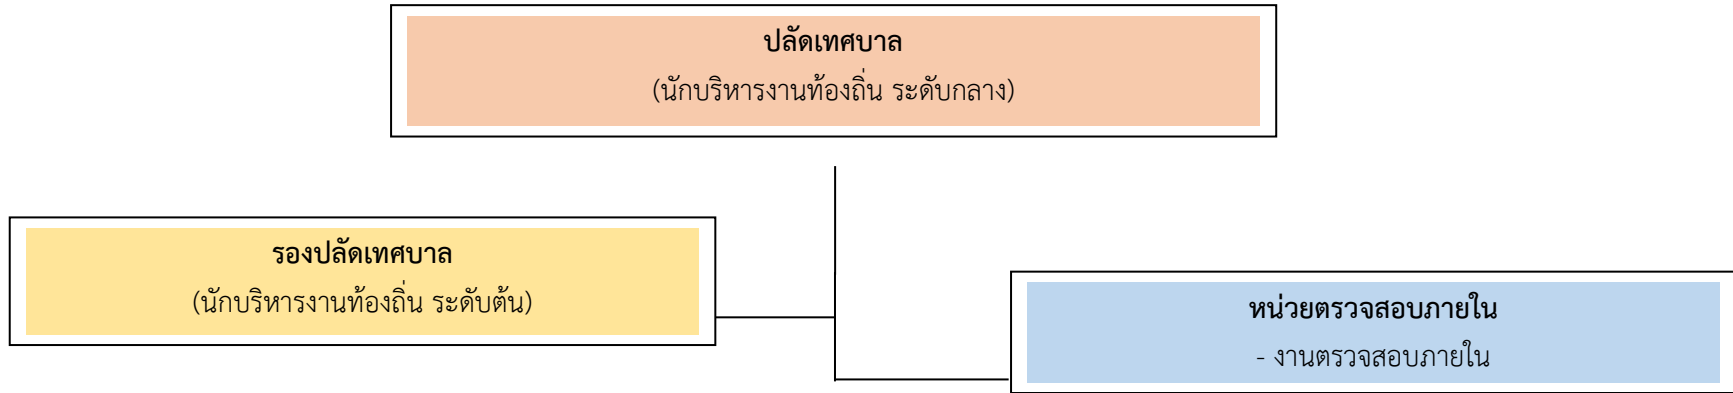 ปลัดเทศบาล
(นักบริหารงานท้องถิ่น ระดับกลาง)
รองปลัดเทศบาล
(นักบริหารงานท้องถิ่น ระดับต้น)
หน่วยตรวจสอบภายใน
- งานตรวจสอบภายใน